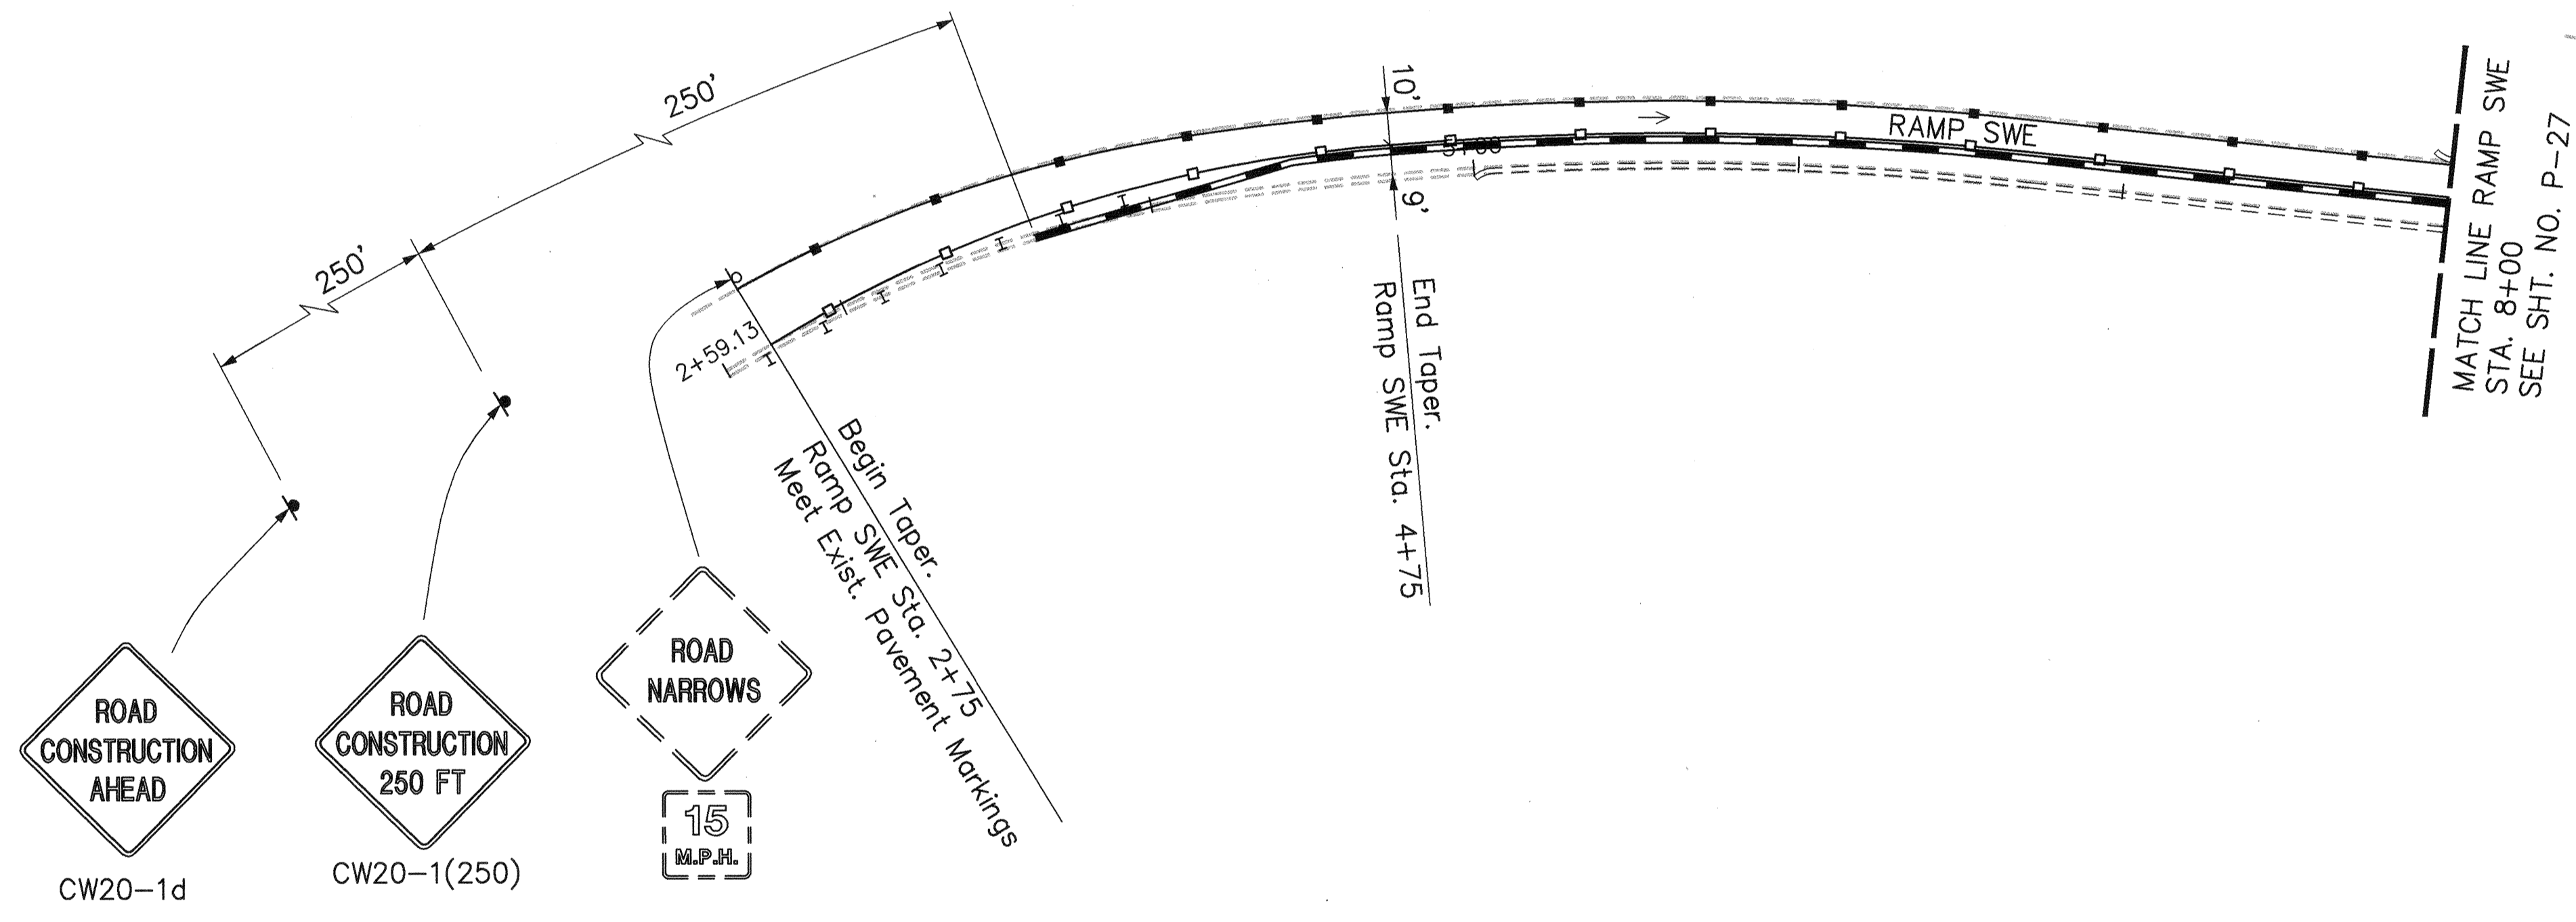 250'
250'
10'
9'
RAMP SWE
5+00
2+59.13
Begin Taper.
Ramp SWE Sta. 2+75
Meet Exist. Pavement Markings
End Taper.
Ramp SWE Sta. 4+75
MATCH LINE RAMP SWE
STA. 8+00
SEE SHT. NO. P-27
ROAD
CONSTRUCTION
AHEAD
CW20-1d
ROAD
CONSTRUCTION
250 FT
CW20-1(250)
ROAD
NARROWS
15
M.P.H.